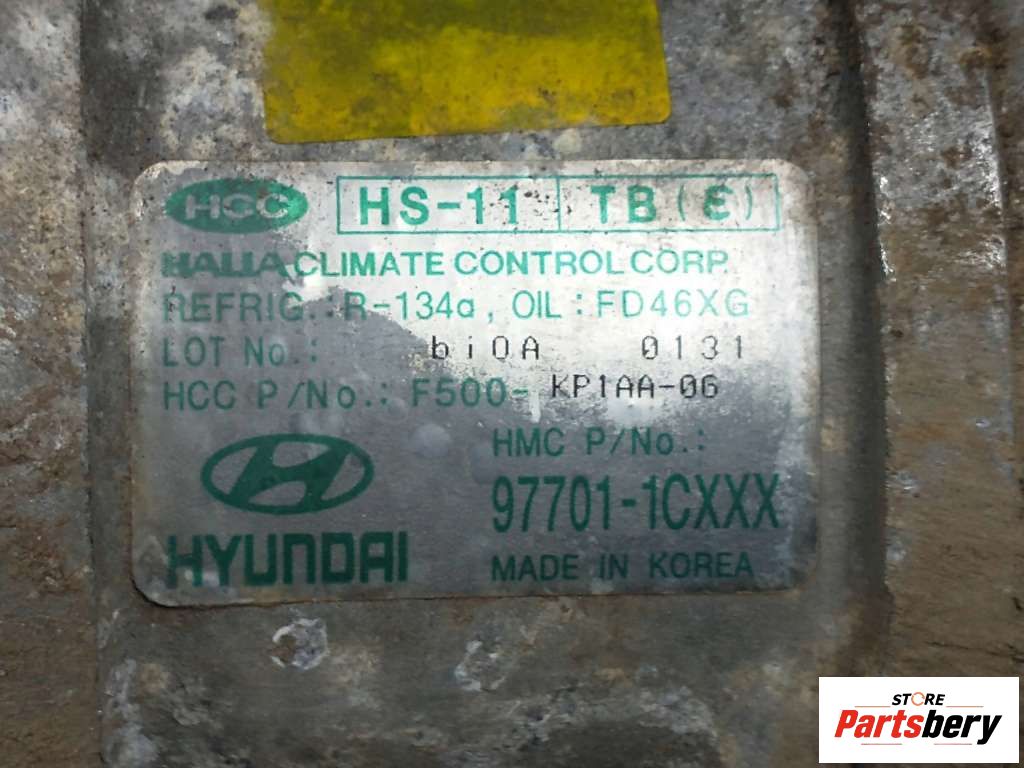 HCC HS-11 TB(ε)
HALLA CLIMATE CONTROL CORP.
REFRIG.: R-134a, OIL: FD46XG
LOT No.: bi0A 0131
HCC P/No.: F500-KP1AA-06
HMC P/No.:
97701-1CXXX
HYUNDAI
MADE IN KOREA
STORE
Partsbery